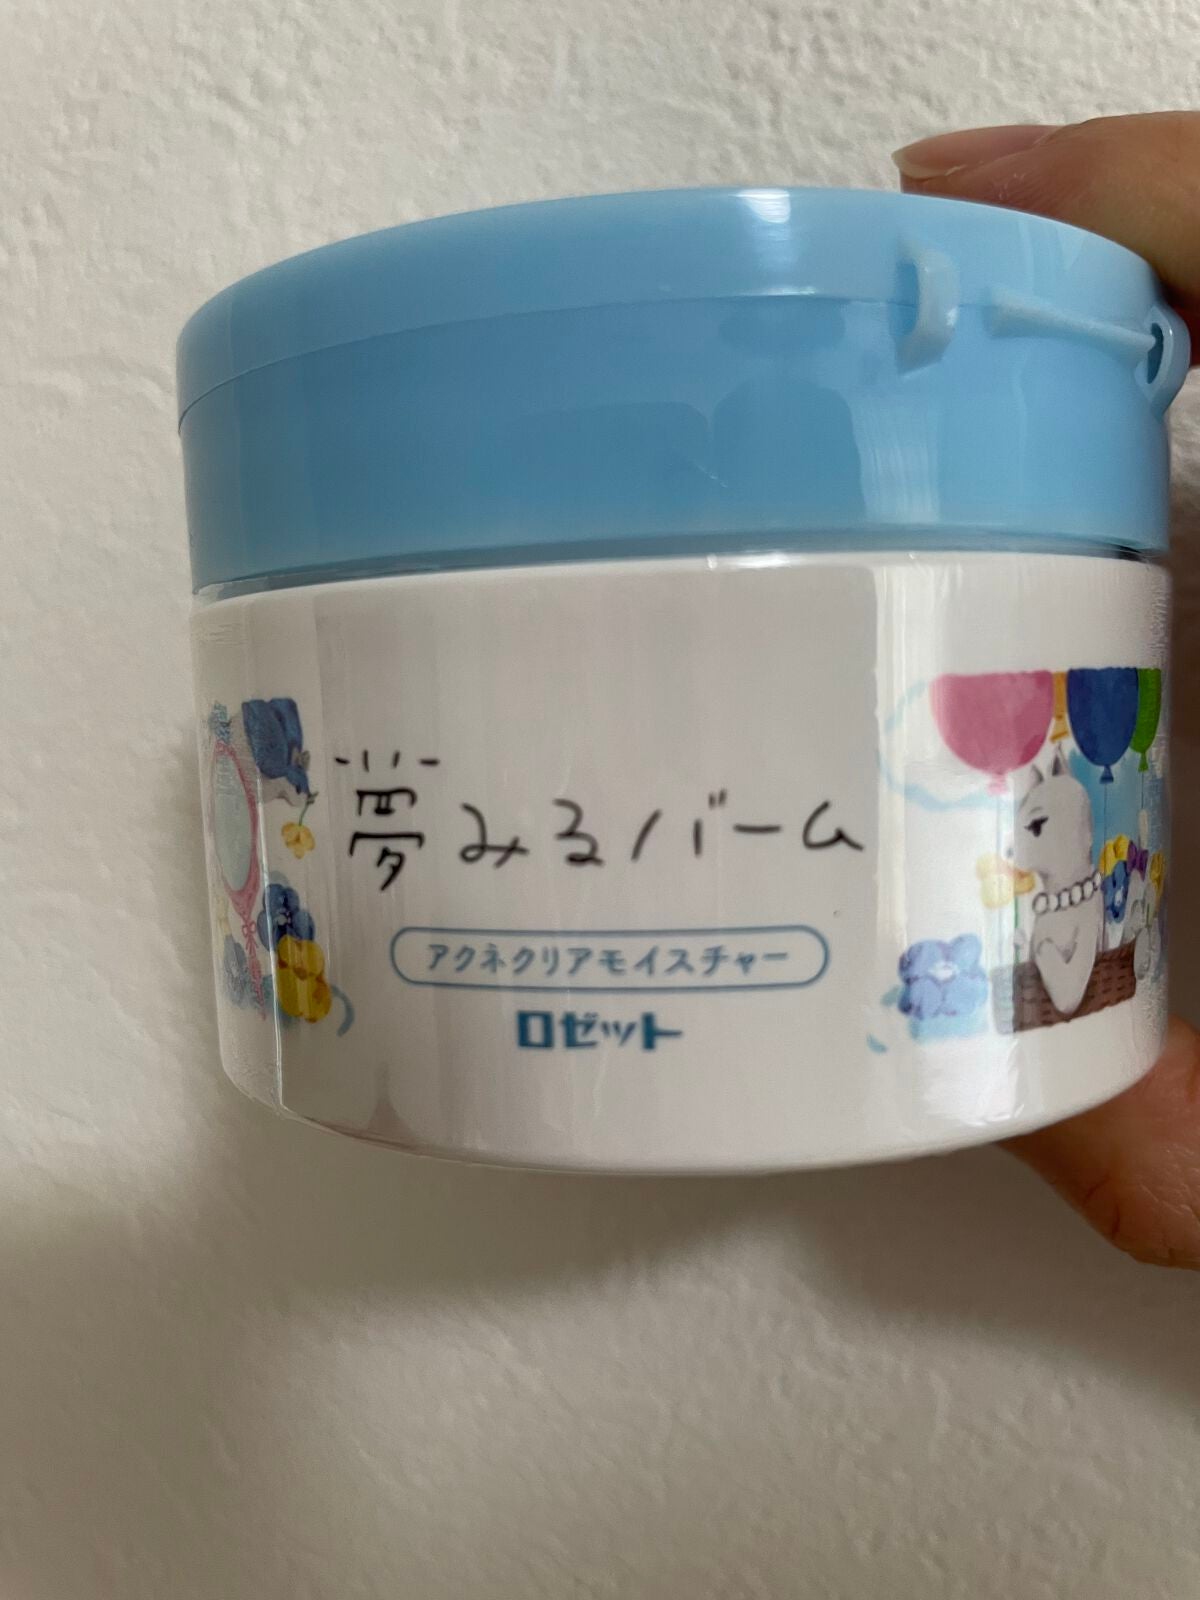 夢みるバーム
アクネクリアモイスチャー
ロゼット